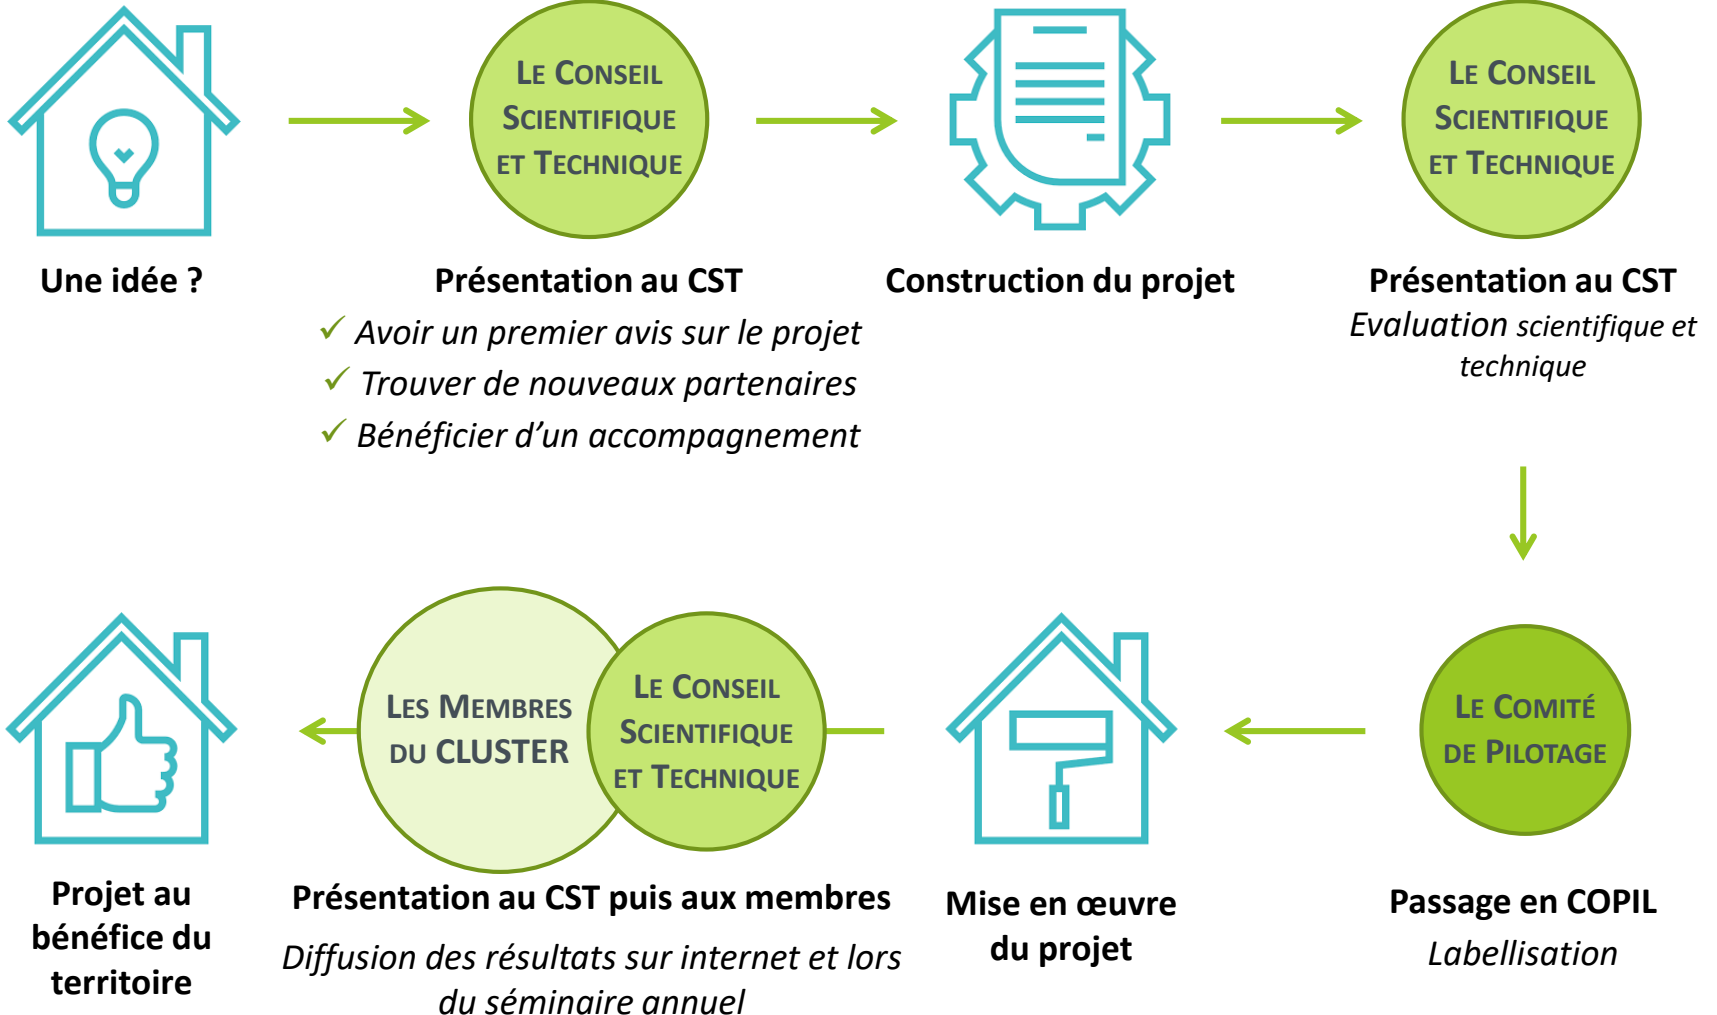 LE CONSEIL
SCIENTIFIQUE
ET TECHNIQUE
LE CONSEIL
SCIENTIFIQUE
ET TECHNIQUE
Une idée ?
Présentation au CST
✓ Avoir un premier avis sur le projet
✓ Trouver de nouveaux partenaires
✓ Bénéficier d’un accompagnement
Construction du projet
Présentation au CST
Evaluation scientifique et
technique
LE COMITÉ
DE PILOTAGE
Passage en COPIL
Labellisation
Mise en œuvre
du projet
LE CONSEIL
SCIENTIFIQUE
ET TECHNIQUE
LES MEMBRES
DU CLUSTER
Présentation au CST puis aux membres
Diffusion des résultats sur internet et lors
du séminaire annuel
Projet au
bénéfice du
territoire